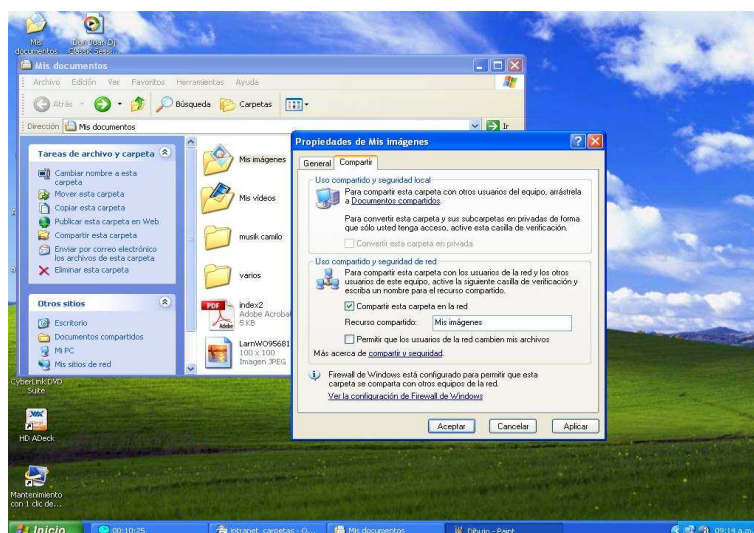 Mis
documentos
Don Juan Dj
Mis documentos
Archivo Edición Ver Favoritos Herramientas Ayuda
Atrás Búsqueda Carpetas
Dirección Mis documentos Ir
Tareas de archivo y carpeta
Cambiar nombre a esta
carpeta
Mover esta carpeta
Copiar esta carpeta
Publicar esta carpeta en Web
Compartir esta carpeta
Enviar por correo electrónico
los archivos de esta carpeta
Eliminar esta carpeta
Otros sitios
Escritorio
Documentos compartidos
Mi PC
Mis sitios de red
Mis imágenes
Mis vídeos
musik camilo
varios
PDF
Adobe
index2
Adobe Acrobat
5 KB
LarnWO95681
100 x 100
Imagen JPEG
Propiedades de Mis imágenes
General Compartir
Uso compartido y seguridad local
Para compartir esta carpeta con otros usuarios del equipo, arrástrela
a Documentos compartidos.
Para convertir esta carpeta y sus subcarpetas en privadas de forma
que sólo usted tenga acceso, active esta casilla de verificación.
Convertir esta carpeta en privada
Uso compartido y seguridad de red
Para compartir esta carpeta con los usuarios de la red y los otros
usuarios de este equipo, active la siguiente casilla de verificación y
escriba un nombre para el recurso compartido.
Compartir esta carpeta en la red
Recurso compartido: Mis imágenes
Permitir que los usuarios de la red cambien mis archivos
Más acerca de compartir y seguridad.
Firewall de Windows está configurado para permitir que esta
carpeta se comparta con otros equipos de la red.
Ver la configuración de Firewall de Windows
Aceptar Cancelar Aplicar
CyberLink DVD
Suite
HD ADeck
Mantenimiento
con 1 clic de...
Inicio 00:10:25 intranet_carpetas - O... Mis documentos Dibujo - Paint 09:14 a.m.